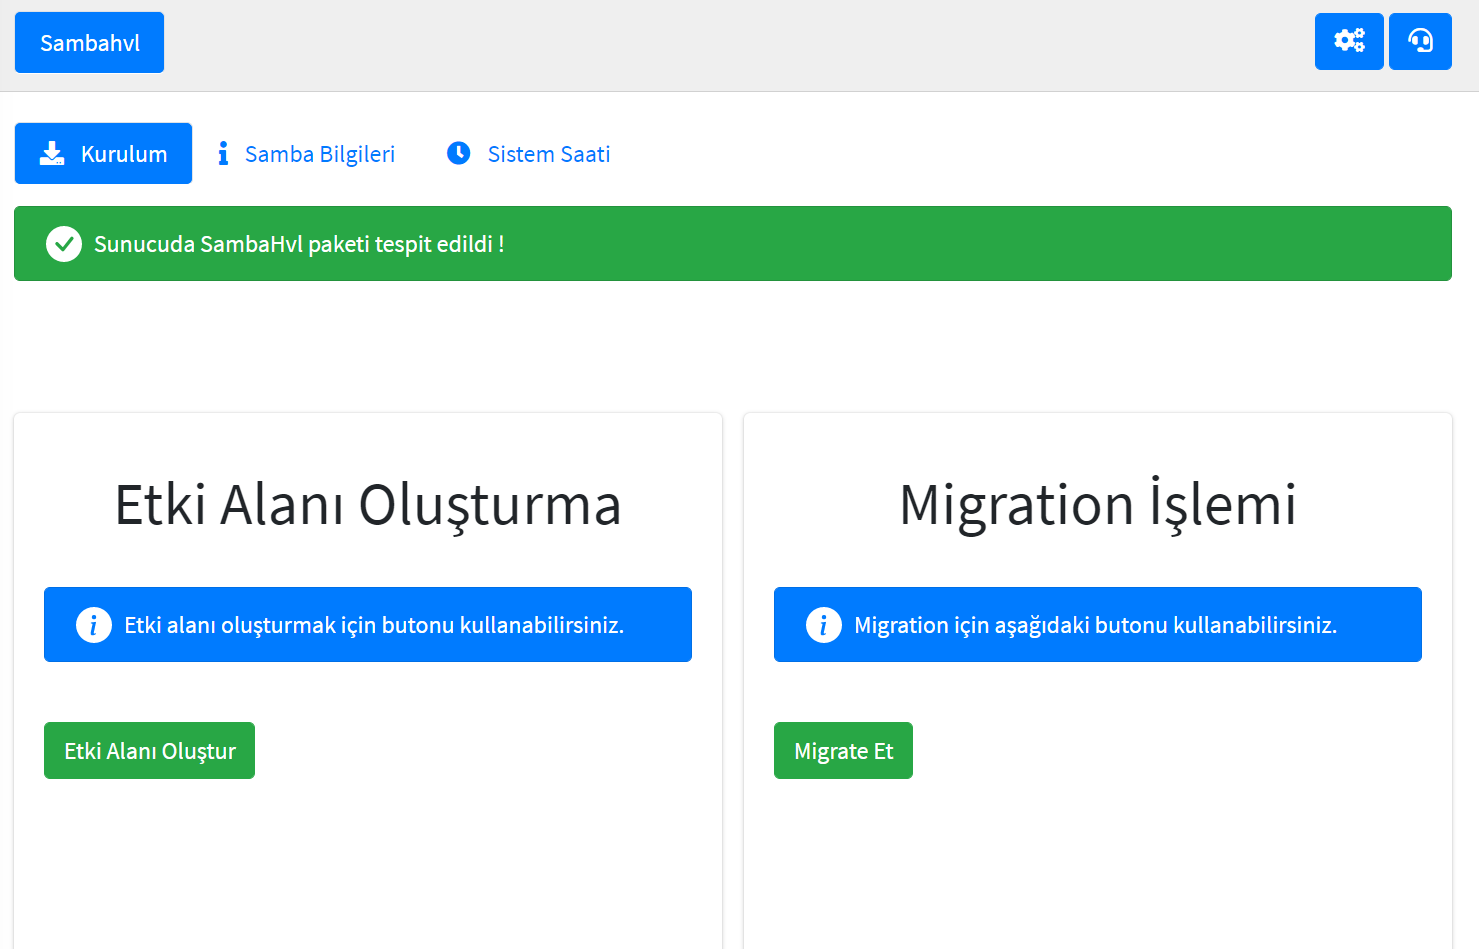 Sambahvl
Kurulum
Samba Bilgileri
Sistem Saati
Sunucuda SambaHvl paketi tespit edildi !
Etki Alanı Oluşturma
Etki alanı oluşturmak için butonu kullanabilirsiniz.
Etki Alanı Oluştur
Migration İşlemi
Migration için aşağıdaki butonu kullanabilirsiniz.
Migrate Et